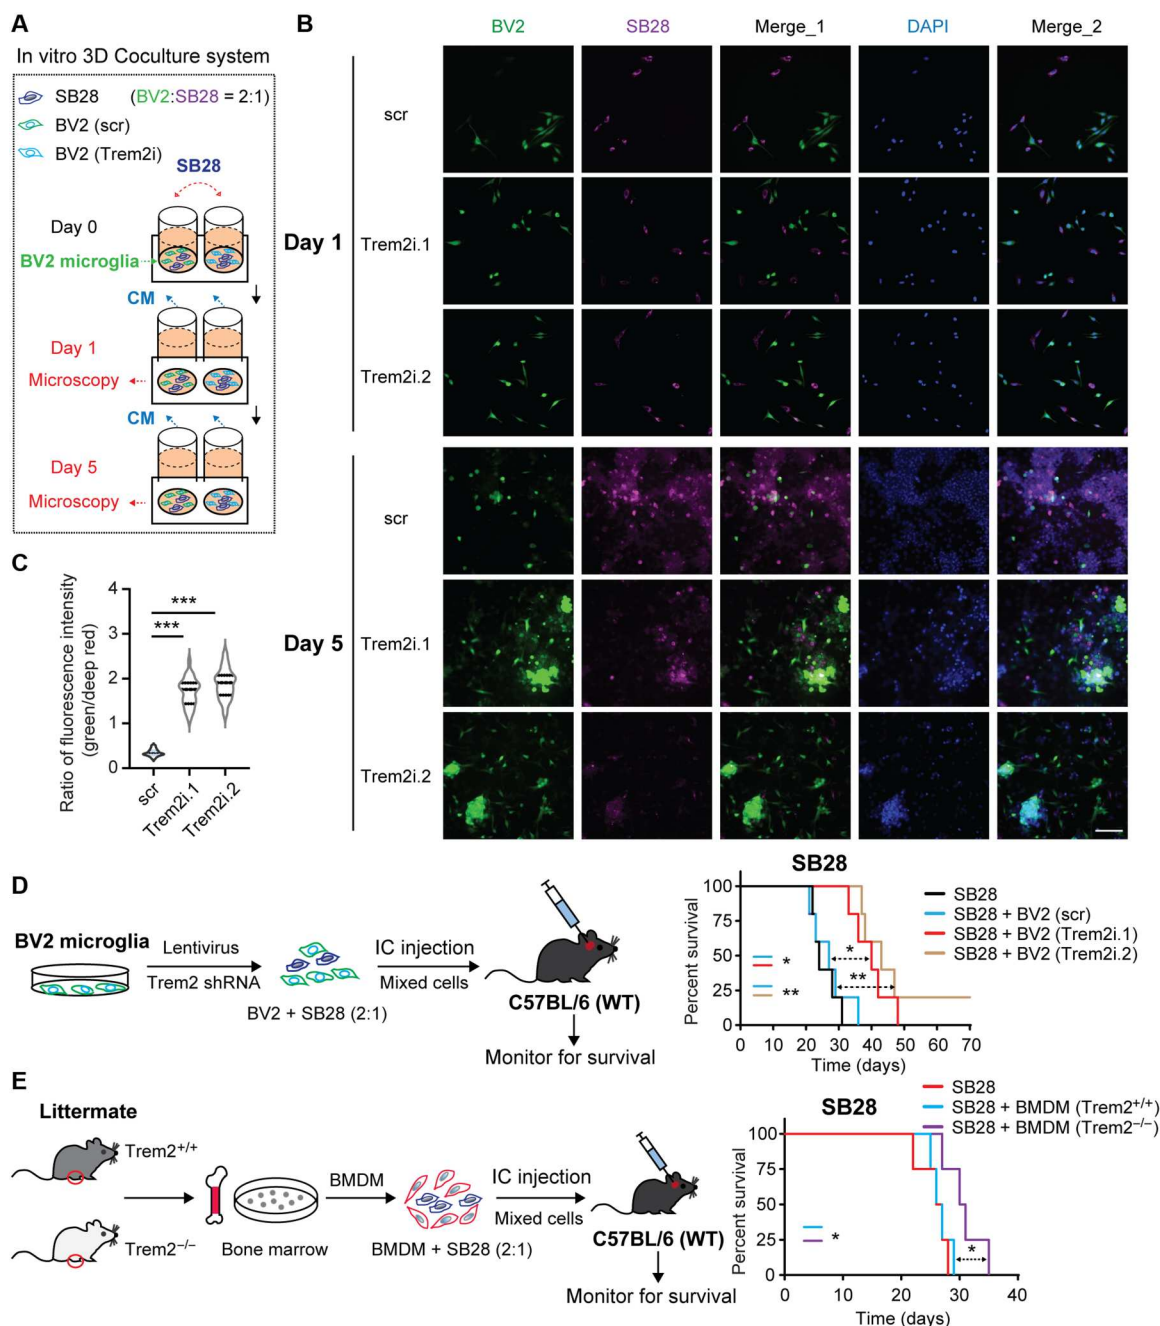 A
In vitro 3D Coculture system
SB28 (BV2:SB28 = 2:1)
BV2 (scr)
BV2 (Trem2i)
SB28
Day 0
BV2 microglia
CM
Day 1
Microscopy
CM
Day 5
Microscopy
B
BV2 SB28 Merge_1 DAPI Merge_2
Day 1
scr
Trem2i.1
Trem2i.2
Day 5
scr
Trem2i.1
Trem2i.2
C
Ratio of fluorescence intensity
(green/deep red)
4
3
2
1
0
***
***
scr
Trem2i.1
Trem2i.2
D
BV2 microglia
Lentivirus
Trem2 shRNA
BV2 + SB28 (2:1)
IC injection
Mixed cells
C57BL/6 (WT)
Monitor for survival
SB28
Percent survival
100
75
50
25
0
*
**
*
**
0 10 20 30 40 50 60 70
Time (days)
SB28
SB28 + BV2 (scr)
SB28 + BV2 (Trem2i.1)
SB28 + BV2 (Trem2i.2)
E
Littermate
Trem2+/+
Trem2−/−
Bone marrow
BMDM
BMDM + SB28 (2:1)
IC injection
Mixed cells
C57BL/6 (WT)
Monitor for survival
SB28
SB28
SB28 + BMDM (Trem2+/+)
SB28 + BMDM (Trem2−/−)
Percent survival
100
75
50
25
0
*
*
0 10 20 30 40
Time (days)